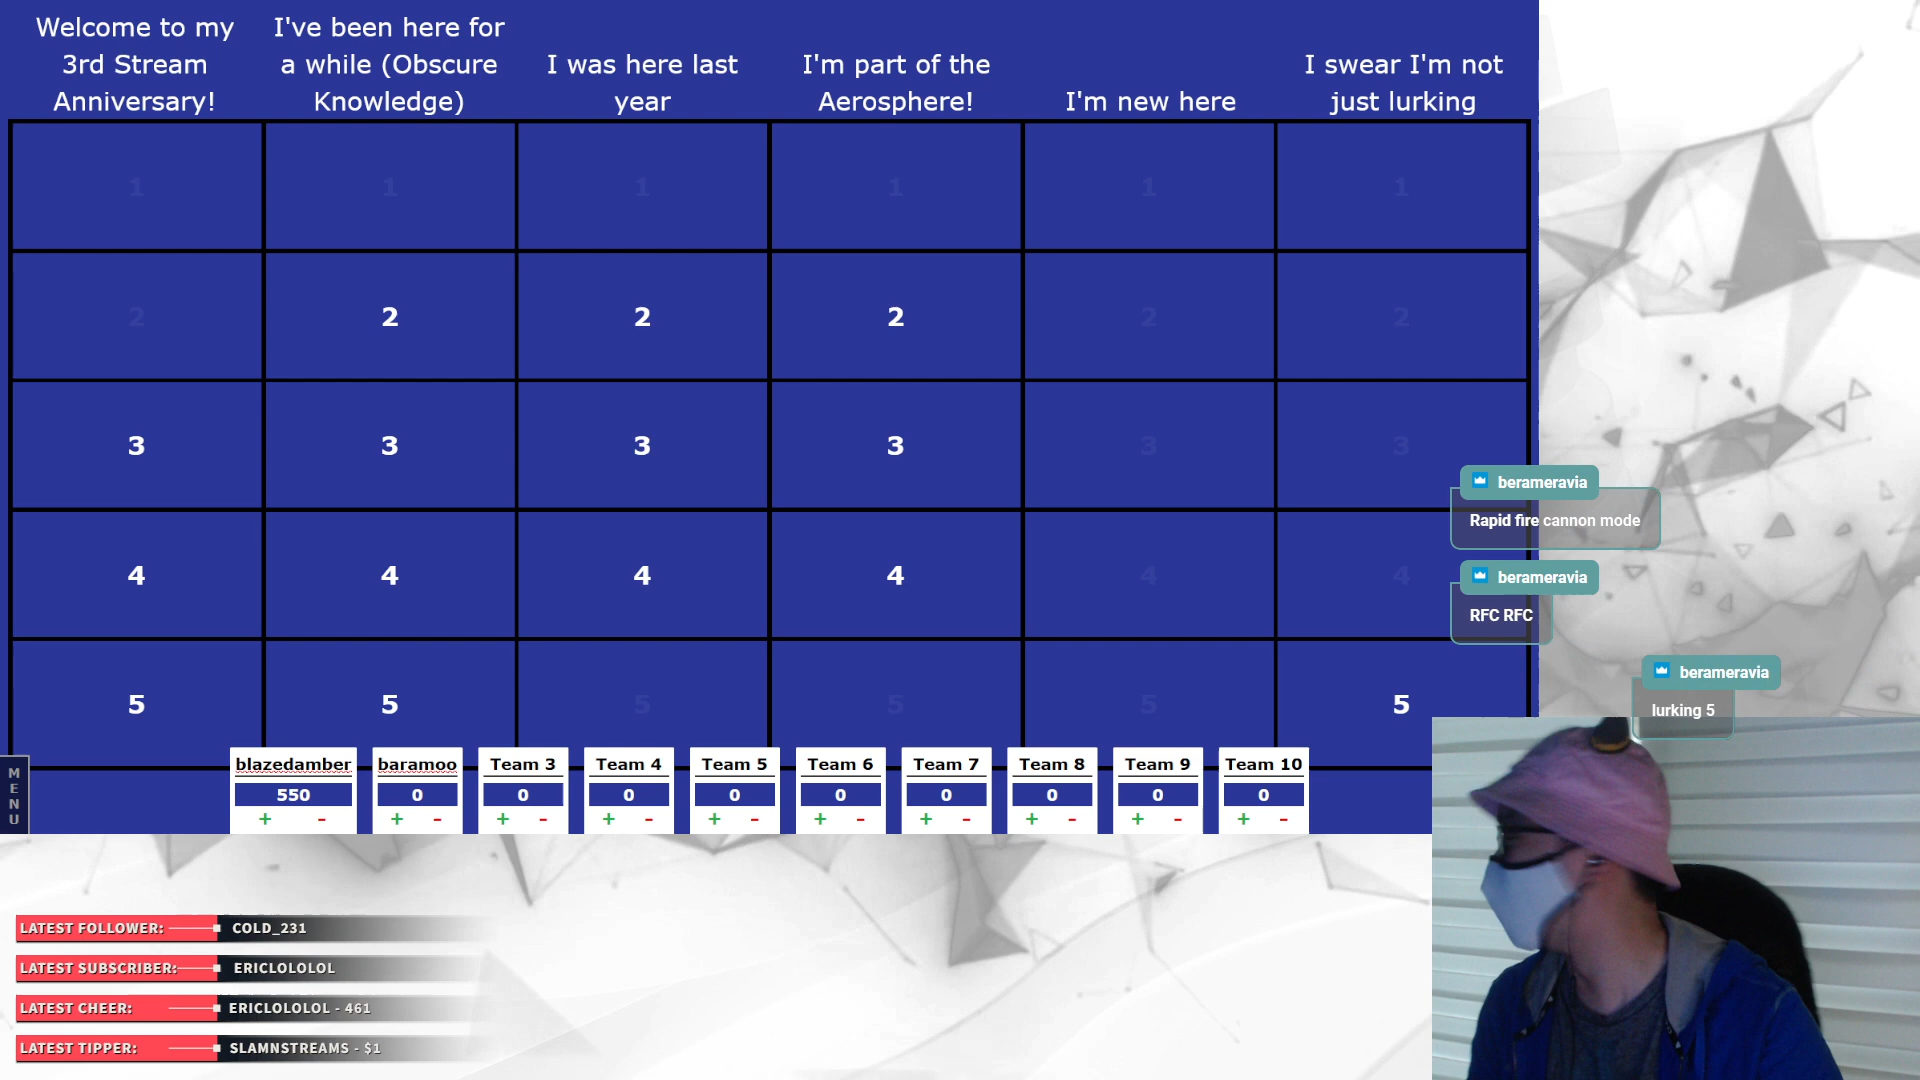 Welcome to my
3rd Stream
Anniversary!
I've been here for
a while (Obscure
Knowledge)
I was here last
year
I'm part of the
Aerosphere!
I'm new here
I swear I'm not
just lurking
1 1 1 1 1 1
2 2 2 2 2 2
3 3 3 3 3 3
4 4 4 4 4 4
5 5 5 5 5 5
berameravia
Rapid fire cannon mode
berameravia
RFC RFC
berameravia
lurking 5
MENU
blazedamber baramoo Team 3 Team 4 Team 5 Team 6 Team 7 Team 8 Team 9 Team 10
550 0 0 0 0 0 0 0 0 0
+ - + - + - + - + - + - + - + - + - + -
LATEST FOLLOWER: COLD_231
LATEST SUBSCRIBER: ERICLOLOLOL
LATEST CHEER: ERICLOLOLOL - 461
LATEST TIPPER: SLAMNSTREAMS - $1